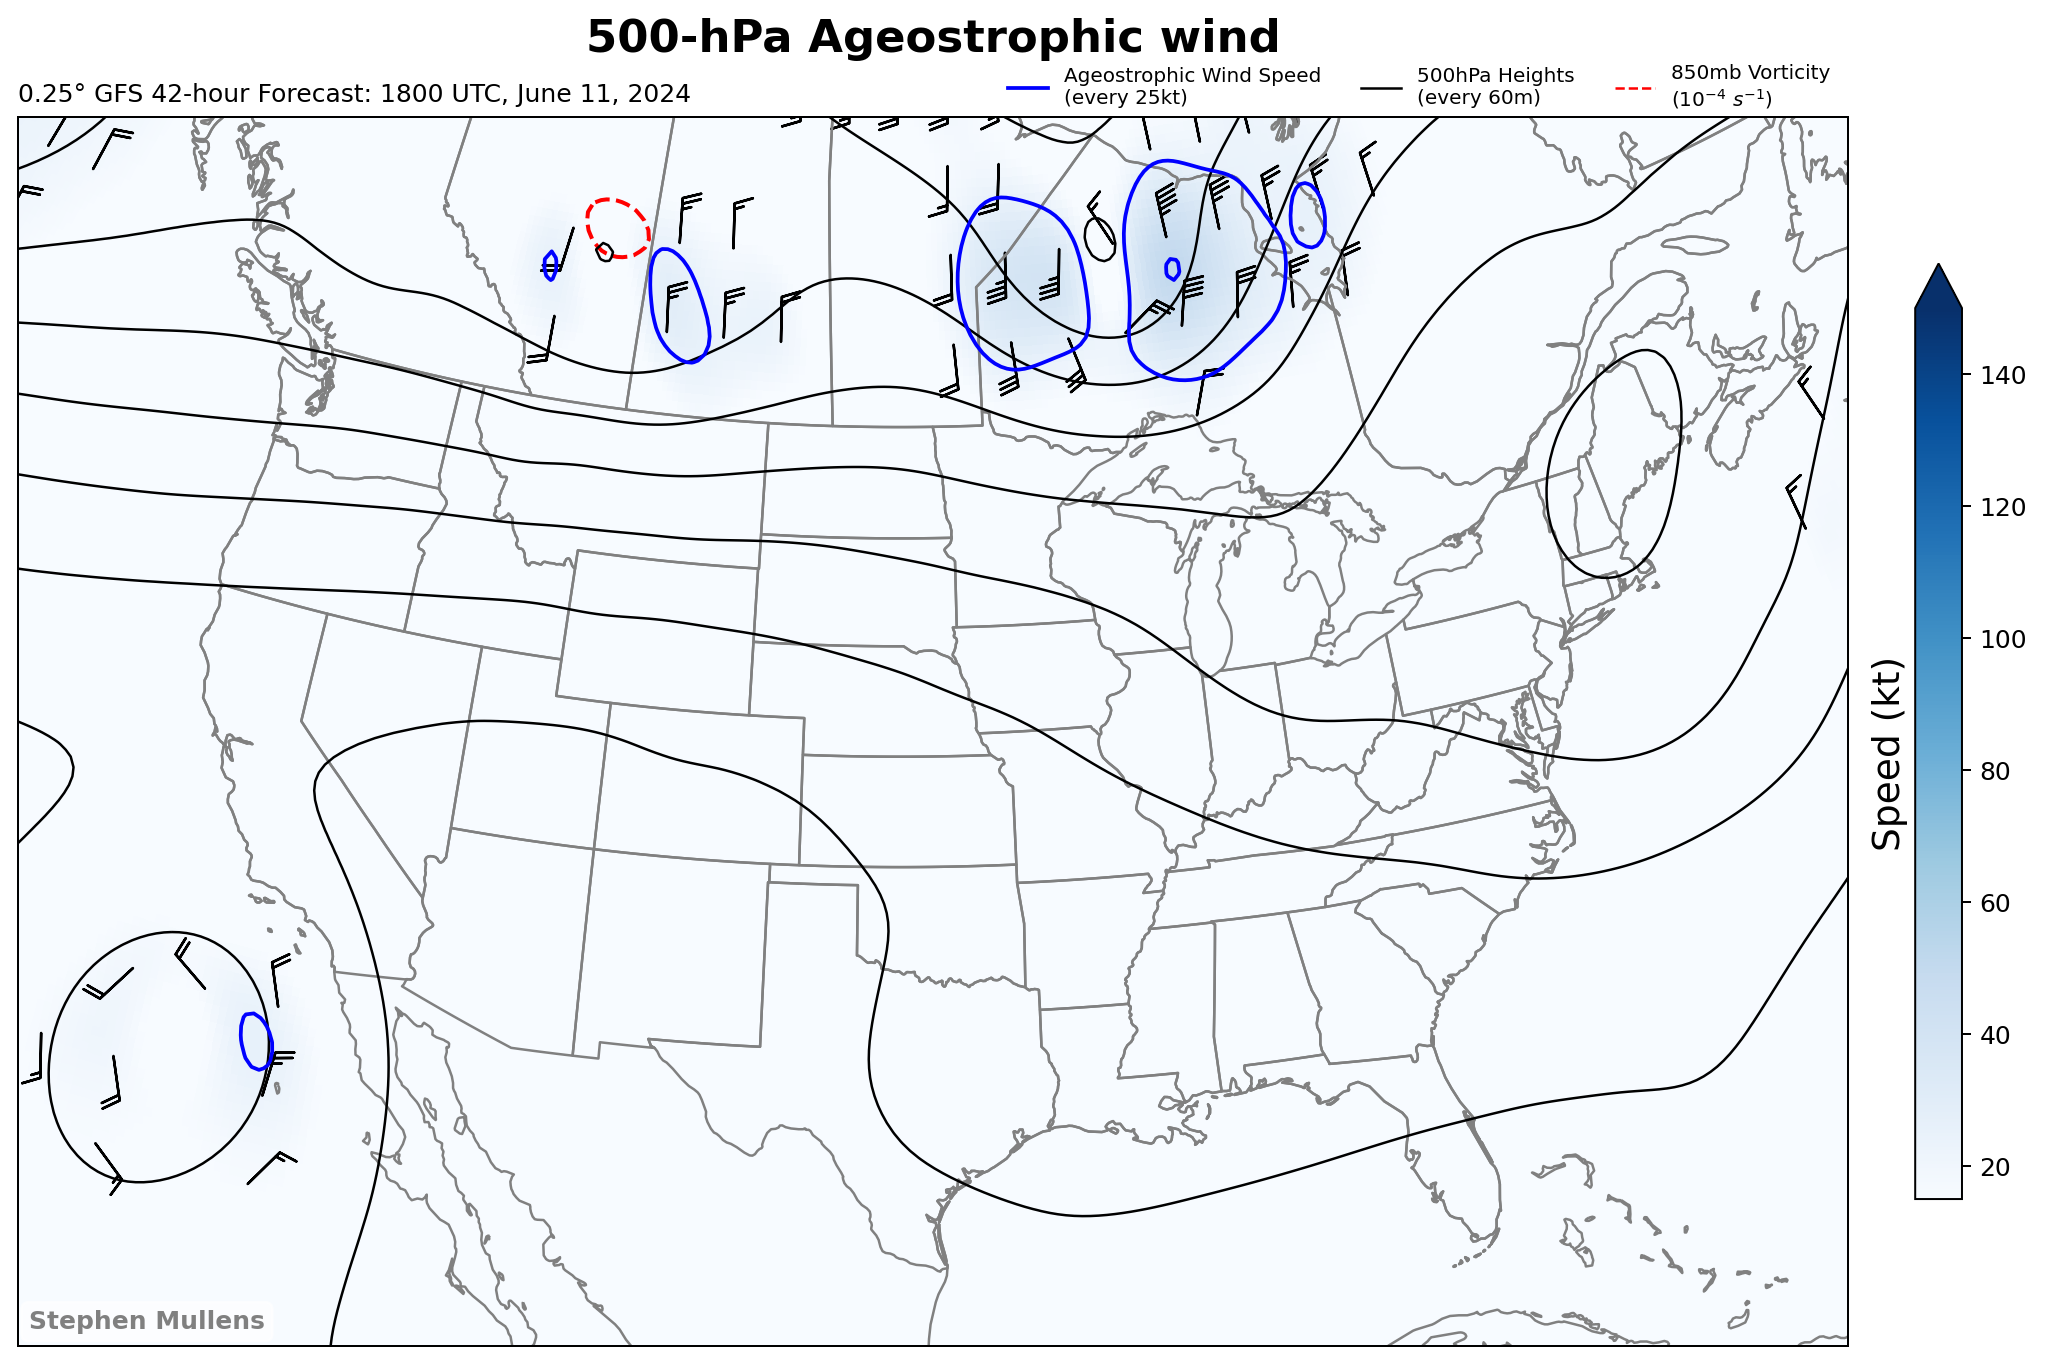 500-hPa Ageostrophic wind
0.25° GFS 42-hour Forecast: 1800 UTC, June 11, 2024
Ageostrophic Wind Speed
(every 25kt)
500hPa Heights
(every 60m)
850mb Vorticity
(10⁻⁴ s⁻¹)
140
120
100
80
60
40
20
Speed (kt)
Stephen Mullens